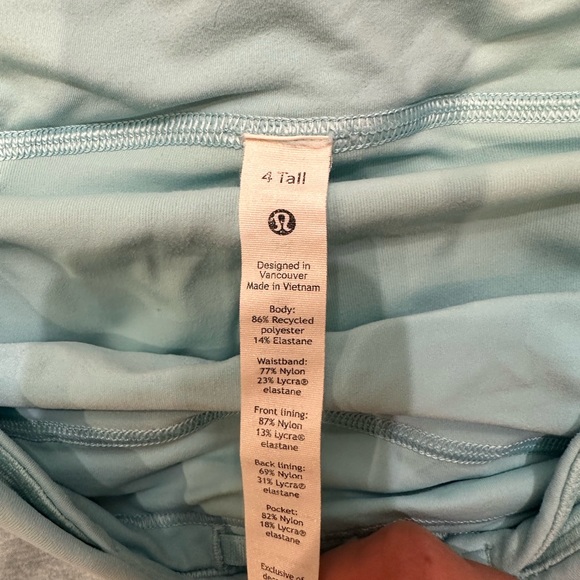 4 Tall
Designed in
Vancouver
Made in Vietnam
Body:
86% Recycled
polyester
14% Elastane
Waistband:
77% Nylon
23% Lycra®
elastane
Front lining:
87% Nylon
13% Lycra®
elastane
Back lining:
69% Nylon
31% Lycra®
elastane
Pocket:
82% Nylon
18% Lycra®
elastane
Exclusive of